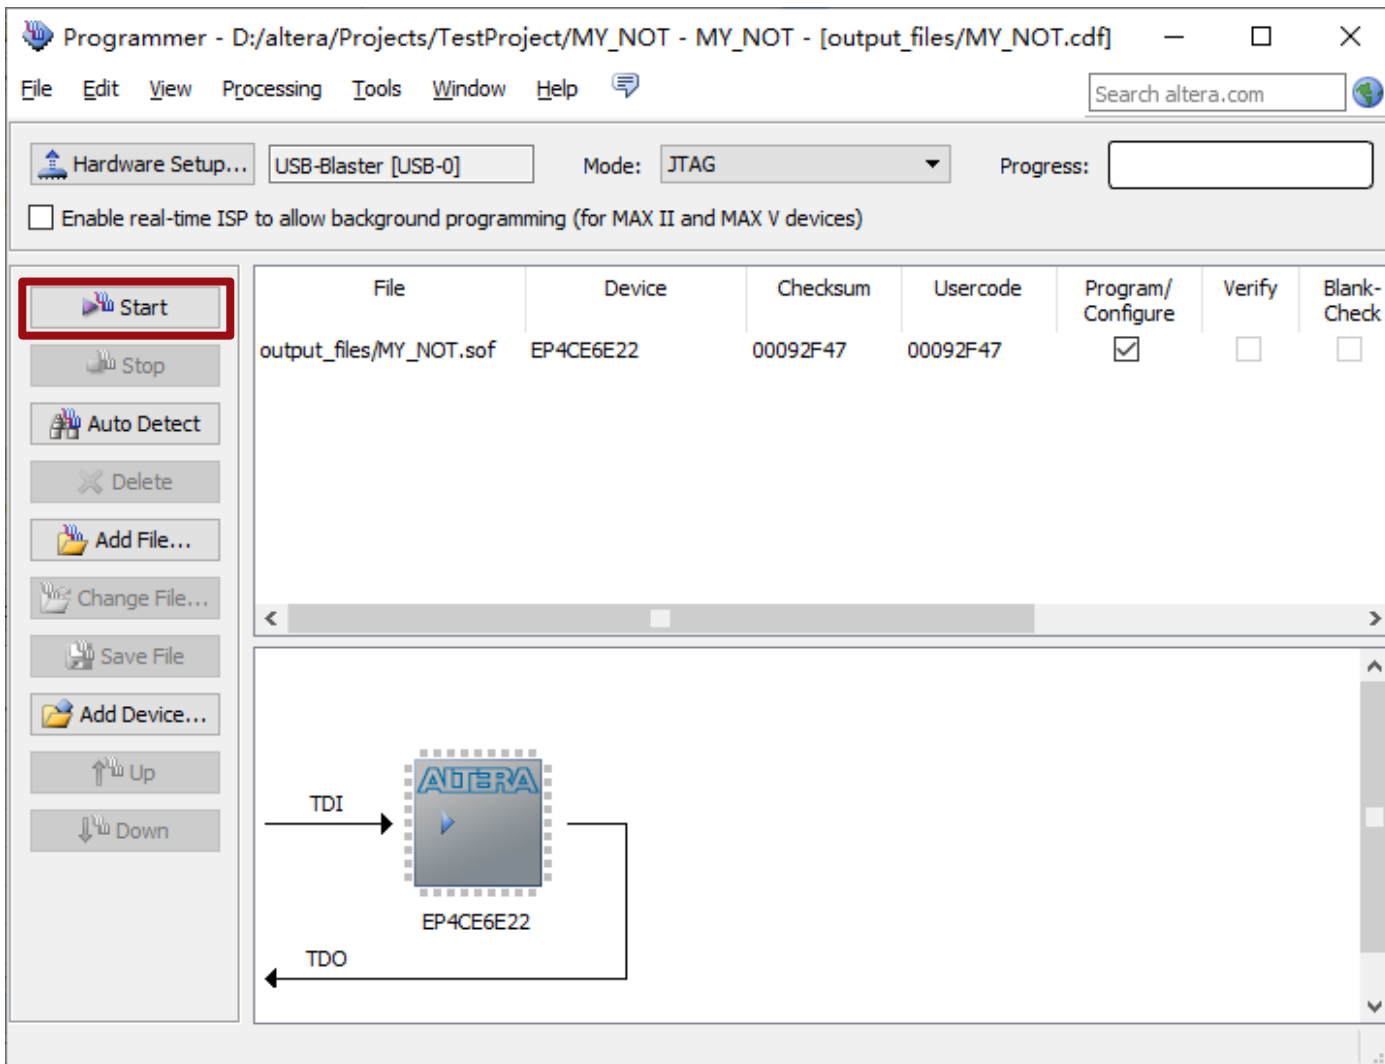 Programmer - D:/altera/Projects/TestProject/MY_NOT - MY_NOT - [output_files/MY_NOT.cdf]
File Edit View Processing Tools Window Help Search altera.com
Hardware Setup... USB-Blaster [USB-0] Mode: JTAG Progress:
Enable real-time ISP to allow background programming (for MAX II and MAX V devices)
Start
Stop
Auto Detect
Delete
Add File...
Change File...
Save File
Add Device...
Up
Down
File Device Checksum Usercode Program/ Verify Blank-
Configure Check
output_files/MY_NOT.sof EP4CE6E22 00092F47 00092F47
ALTERA
TDI
EP4CE6E22
TDO